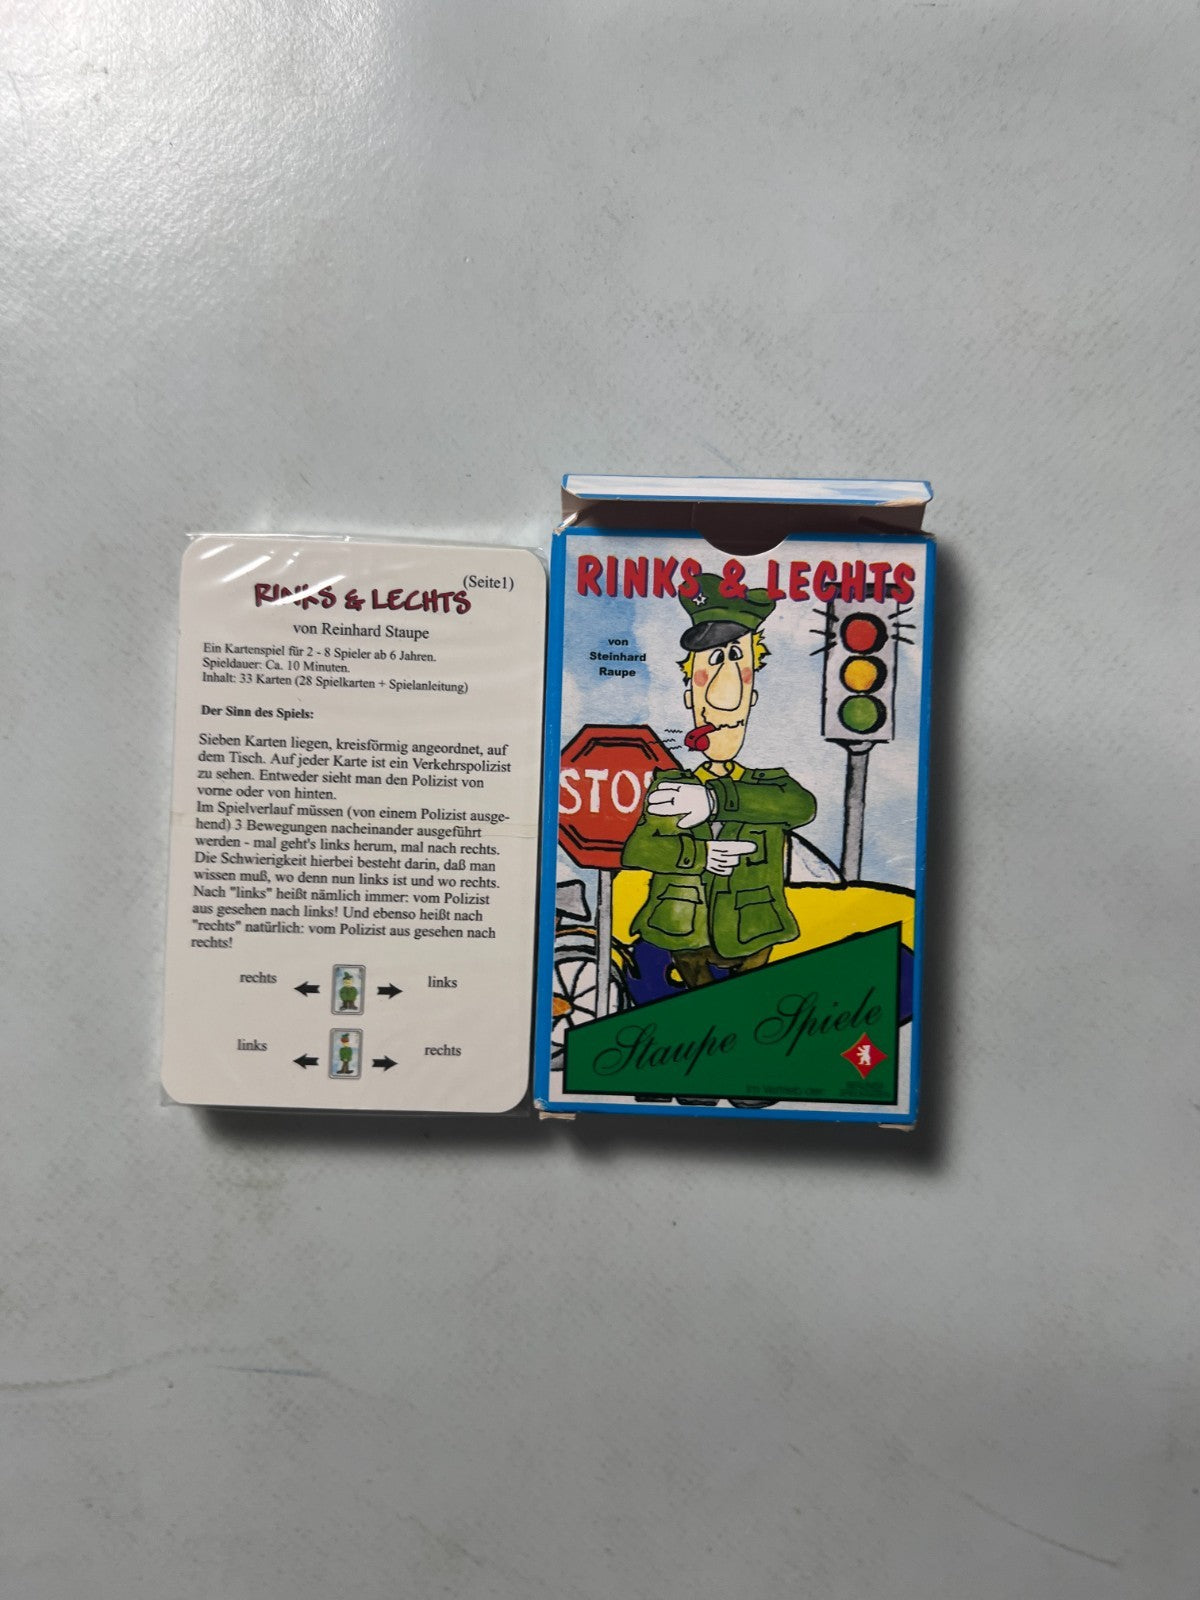 (Seite1)
RINKS & LECHTS
von Reinhard Staupe
Ein Kartenspiel für 2 - 8 Spieler ab 6 Jahren.
Spieldauer: Ca. 10 Minuten.
Inhalt: 33 Karten (28 Spielkarten + Spielanleitung)
Der Sinn des Spiels:
Sieben Karten liegen, kreisförmig angeordnet, auf
dem Tisch. Auf jeder Karte ist ein Verkehrspolizist
zu sehen. Entweder sieht man den Polizist von
vorne oder von hinten.
Im Spielverlauf müssen (von einem Polizist ausge-
hend) 3 Bewegungen nacheinander ausgeführt
werden - mal geht's links herum, mal nach rechts.
Die Schwierigkeit hierbei besteht darin, daß man
wissen muß, wo denn nun links ist und wo rechts.
Nach "links" heißt nämlich immer: vom Polizist
aus gesehen nach links! Und ebenso heißt nach
"rechts" natürlich: vom Polizist aus gesehen nach
rechts!
rechts links
links rechts
RINKS & LECHTS
von
Steinhard
Raupe
STO
Staupe Spiele
im Vertrieb der